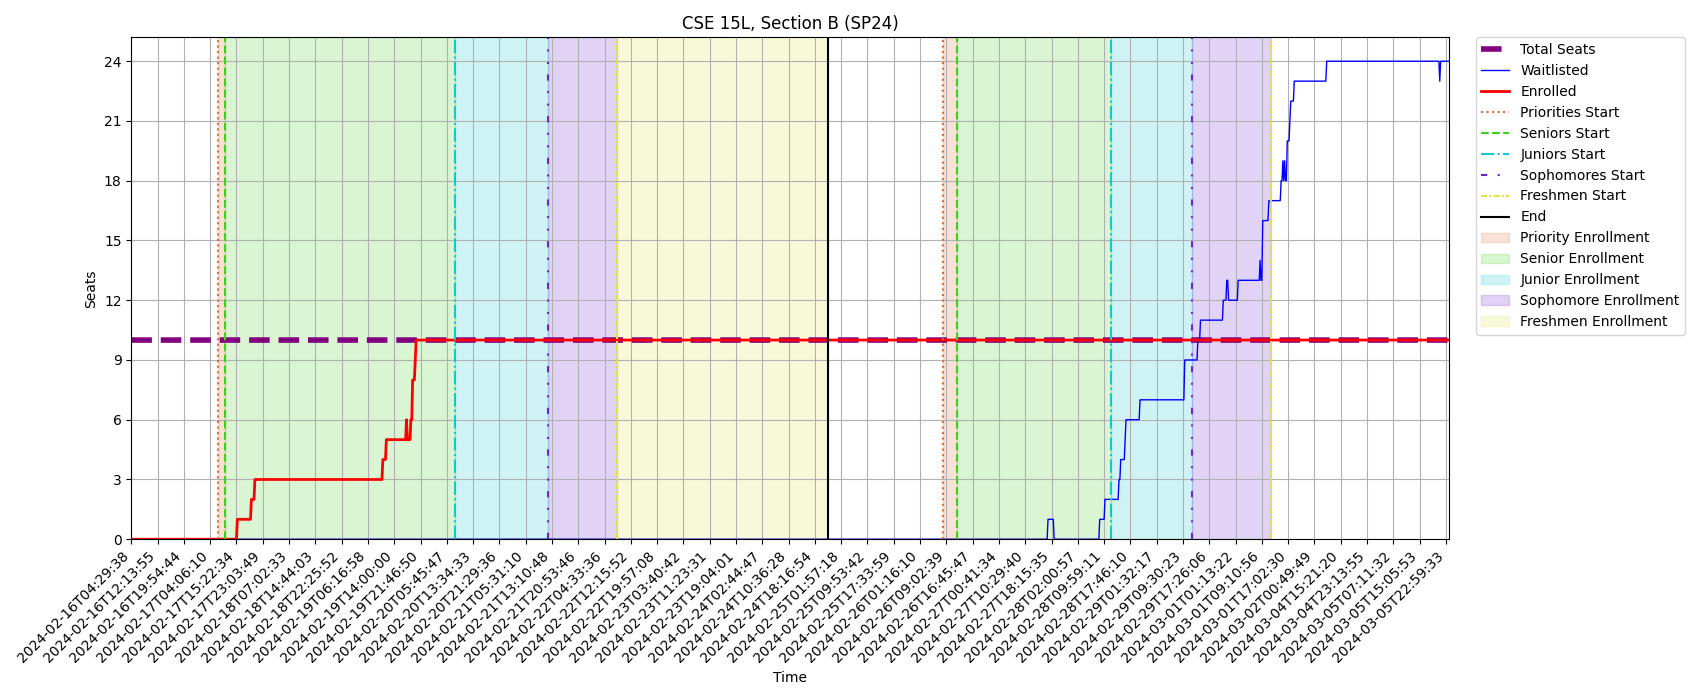 CSE 15L, Section B (SP24)
Seats
24
21
18
15
12
9
6
3
0
2024-02-16T04:29:38
2024-02-16T12:13:55
2024-02-16T19:54:44
2024-02-17T04:06:10
2024-02-17T15:22:34
2024-02-17T23:03:49
2024-02-18T07:02:33
2024-02-18T14:44:03
2024-02-18T22:25:52
2024-02-19T06:16:58
2024-02-19T14:00:00
2024-02-19T21:46:50
2024-02-20T05:45:47
2024-02-20T13:34:33
2024-02-20T21:29:36
2024-02-21T05:31:10
2024-02-21T13:10:48
2024-02-21T20:53:46
2024-02-22T04:33:36
2024-02-22T12:15:52
2024-02-22T19:57:08
2024-02-23T03:40:42
2024-02-23T11:23:31
2024-02-23T19:04:01
2024-02-24T02:44:47
2024-02-24T10:36:28
2024-02-24T18:16:54
2024-02-25T01:57:18
2024-02-25T09:53:42
2024-02-25T17:33:59
2024-02-26T01:16:10
2024-02-26T09:02:39
2024-02-26T16:45:47
2024-02-27T00:41:34
2024-02-27T10:29:40
2024-02-27T18:15:35
2024-02-28T02:00:57
2024-02-28T09:59:11
2024-02-28T17:46:10
2024-02-29T01:32:17
2024-02-29T09:30:23
2024-02-29T17:26:06
2024-03-01T01:13:22
2024-03-01T09:10:56
2024-03-01T17:02:30
2024-03-02T00:49:49
2024-03-04T15:21:20
2024-03-04T23:13:55
2024-03-05T07:11:32
2024-03-05T15:05:53
2024-03-05T22:59:33
Time
Total Seats
Waitlisted
Enrolled
Priorities Start
Seniors Start
Juniors Start
Sophomores Start
Freshmen Start
End
Priority Enrollment
Senior Enrollment
Junior Enrollment
Sophomore Enrollment
Freshmen Enrollment